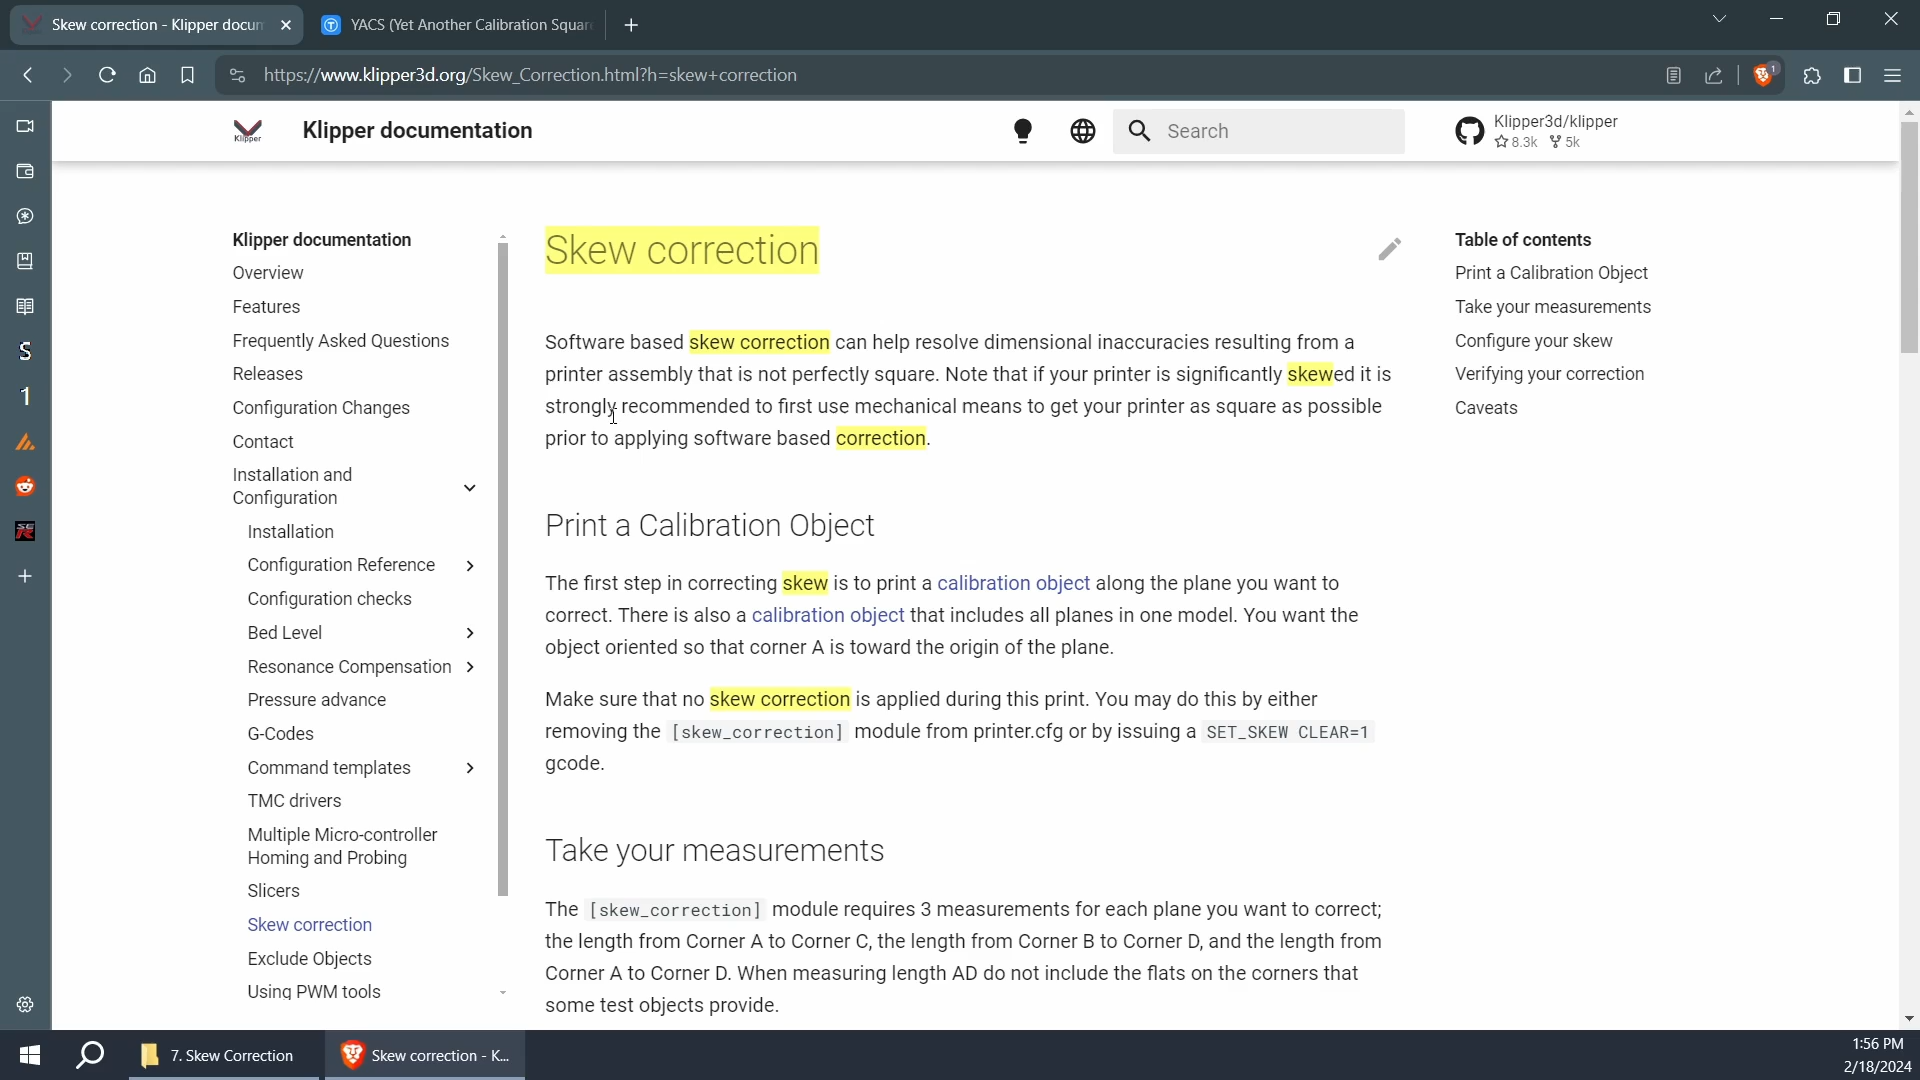 Skew correction - Klipper docum
YACS (Yet Another Calibration Squar
https://www.klipper3d.org/Skew_Correction.html?h=skew+correction
1
Klipper
Klipper documentation
Search
Klipper3d/klipper
8.3k 5k
Klipper documentation
Overview
Features
Frequently Asked Questions
Releases
Configuration Changes
Contact
Installation and
Configuration
Installation
Configuration Reference
Configuration checks
Bed Level
Resonance Compensation
Pressure advance
G-Codes
Command templates
TMC drivers
Multiple Micro-controller
Homing and Probing
Slicers
Skew correction
Exclude Objects
Using PWM tools
Skew correction
Software based skew correction can help resolve dimensional inaccuracies resulting from a
printer assembly that is not perfectly square. Note that if your printer is significantly skewed it is
strongly recommended to first use mechanical means to get your printer as square as possible
prior to applying software based correction.
Print a Calibration Object
The first step in correcting skew is to print a calibration object along the plane you want to
correct. There is also a calibration object that includes all planes in one model. You want the
object oriented so that corner A is toward the origin of the plane.
Make sure that no skew correction is applied during this print. You may do this by either
removing the [skew_correction] module from printer.cfg or by issuing a SET_SKEW CLEAR=1
gcode.
Take your measurements
The [skew_correction] module requires 3 measurements for each plane you want to correct;
the length from Corner A to Corner C, the length from Corner B to Corner D, and the length from
Corner A to Corner D. When measuring length AD do not include the flats on the corners that
some test objects provide.
Table of contents
Print a Calibration Object
Take your measurements
Configure your skew
Verifying your correction
Caveats
S
1
7. Skew Correction
Skew correction - K...
1:56 PM
2/18/2024